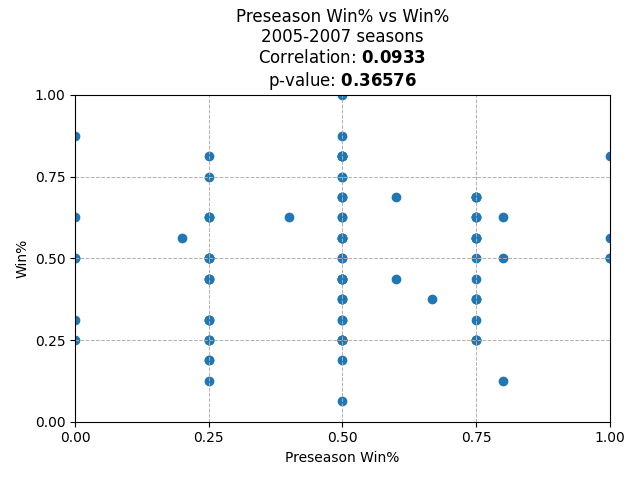 Preseason Win% vs Win%
2005-2007 seasons
Correlation: 0.0933
p-value: 0.36576
1.00
0.75
0.50
0.25
0.00
Win%
0.00 0.25 0.50 0.75 1.00
Preseason Win%